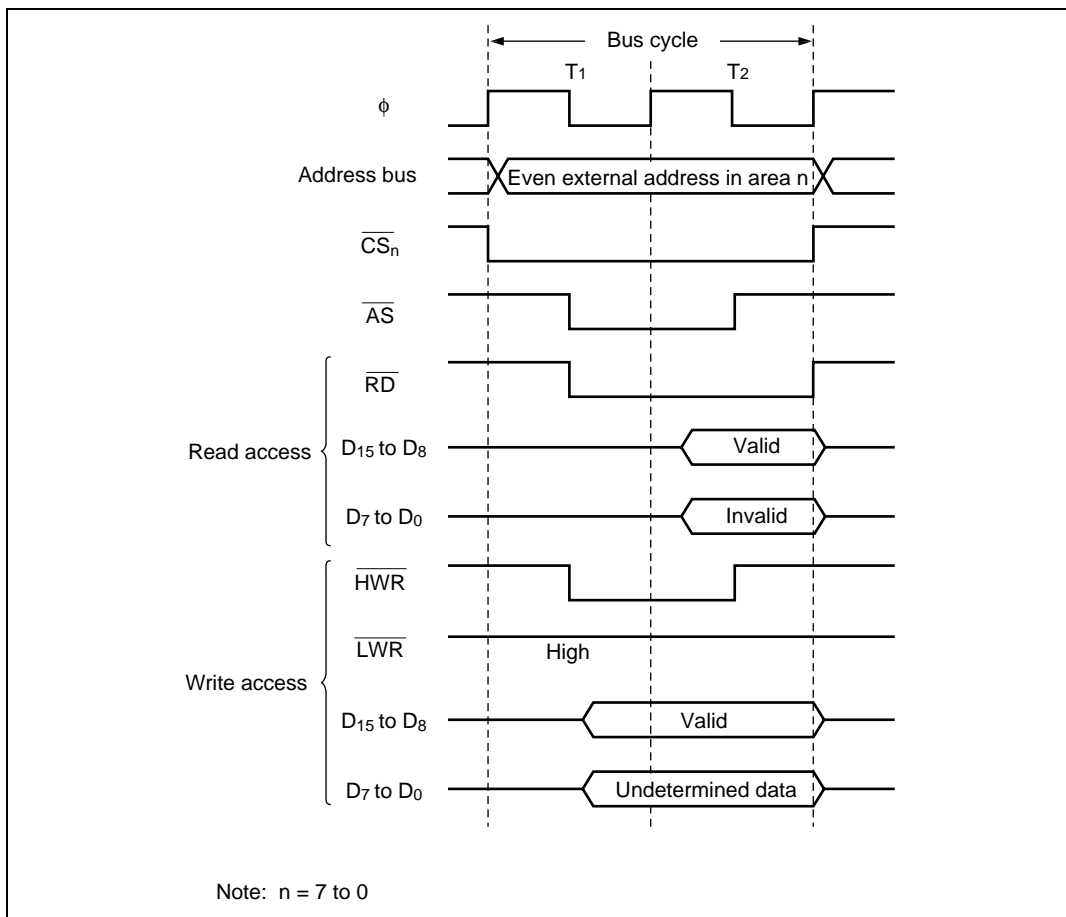 Bus cycle
T1 T2
ϕ
Address bus Even external address in area n
CSn
AS
RD
Read access D15 to D8 Valid
D7 to D0 Invalid
HWR
LWR High
Write access D15 to D8 Valid
D7 to D0 Undetermined data
Note: n = 7 to 0